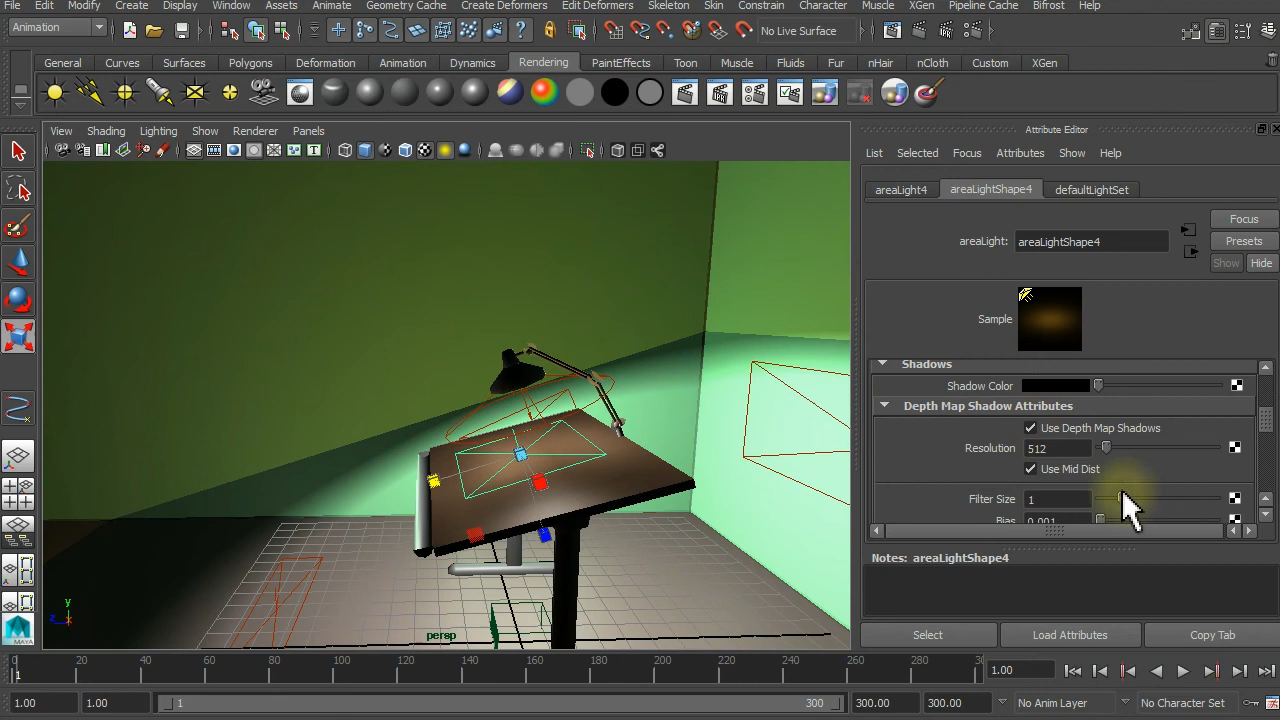 File Edit Modify Create Display Window Assets Animate Geometry Cache Create Deformers Edit Deformers Skeleton Skin Constrain Character Muscle XGen Pipeline Cache Bifrost Help
Animation
No Live Surface
General Curves Surfaces Polygons Deformation Animation Dynamics Rendering PaintEffects Toon Muscle Fluids Fur nHair nCloth Custom XGen
View Shading Lighting Show Renderer Panels
Attribute Editor
List Selected Focus Attributes Show Help
areaLight4 areaLightShape4 defaultLightSet
Focus
areaLight: areaLightShape4
Presets
Show Hide
Sample
Shadows
Shadow Color
Depth Map Shadow Attributes
Use Depth Map Shadows
Resolution 512
Use Mid Dist
Filter Size 1
Bias 0.001
Notes: areaLightShape4
y
z x
persp
MAYA
Select Load Attributes Copy Tab
0 20 40 60 80 100 120 140 160 180 200 220 240 260 280
1
1.00
1.00 1.00 1 300 300.00 300.00 No Anim Layer No Character Set